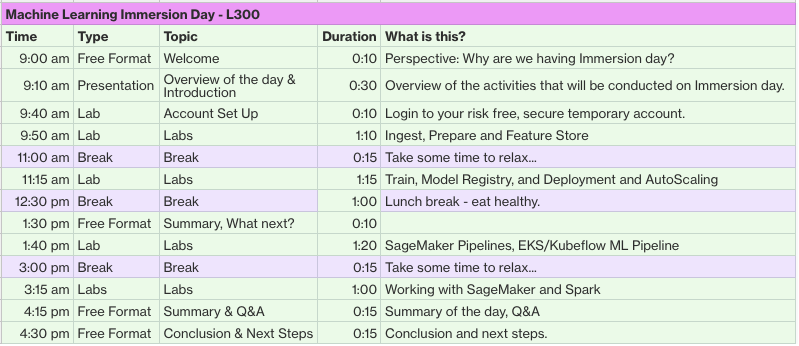 Machine Learning Immersion Day - L300
Time Type Topic Duration What is this?
9:00 am Free Format Welcome 0:10 Perspective: Why are we having Immersion day?
9:10 am Presentation Overview of the day & Introduction 0:30 Overview of the activities that will be conducted on Immersion day.
9:40 am Lab Account Set Up 0:10 Login to your risk free, secure temporary account.
9:50 am Lab Labs 1:10 Ingest, Prepare and Feature Store
11:00 am Break Break 0:15 Take some time to relax...
11:15 am Lab Labs 1:15 Train, Model Registry, and Deployment and AutoScaling
12:30 pm Break Break 1:00 Lunch break - eat healthy.
1:30 pm Free Format Summary, What next? 0:10
1:40 pm Lab Labs 1:20 SageMaker Pipelines, EKS/Kubeflow ML Pipeline
3:00 pm Break Break 0:15 Take some time to relax...
3:15 am Labs Labs 1:00 Working with SageMaker and Spark
4:15 pm Free Format Summary & Q&A 0:15 Summary of the day, Q&A
4:30 pm Free Format Conclusion & Next Steps 0:15 Conclusion and next steps.